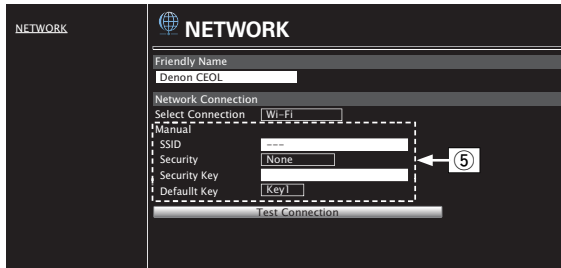 NETWORK
NETWORK
Friendly Name
Denon CEOL
Network Connection
Select Connection Wi-Fi
Manual
SSID ---
Security None
Security Key
Defaullt Key Key1
Test Connection
⑤